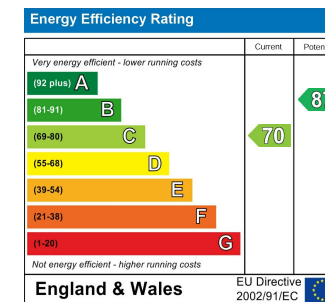 Energy Efficiency Rating
Current
Very energy efficient - lower running costs
(92 plus) A
(81-91) B
(69-80) C
70
(55-68) D
(39-54) E
(21-38) F
(1-20) G
Not energy efficient - higher running costs
England & Wales
EU Directive
2002/91/EC